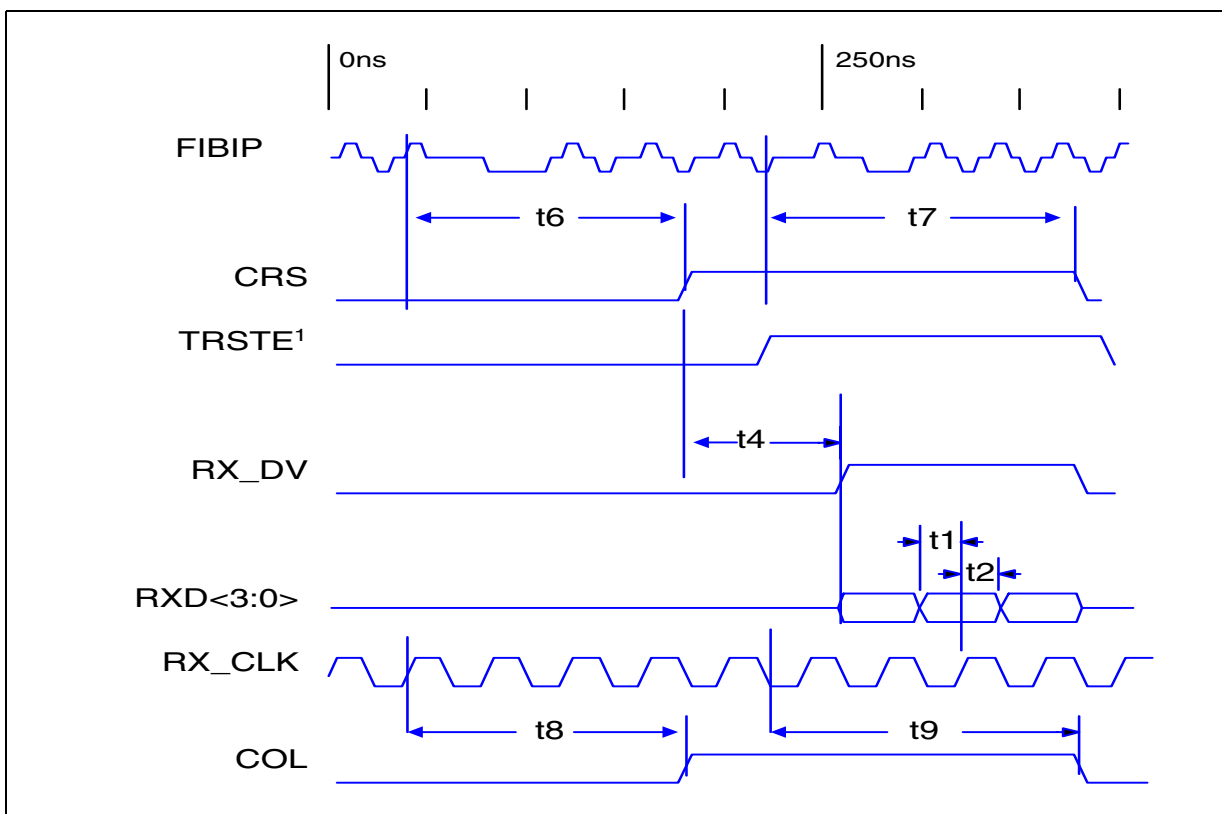 0ns 250ns
FIBIP
t6 t7
CRS
TRSTE¹
t4
RX_DV
t1
t2
RXD<3:0>
RX_CLK
t8 t9
COL